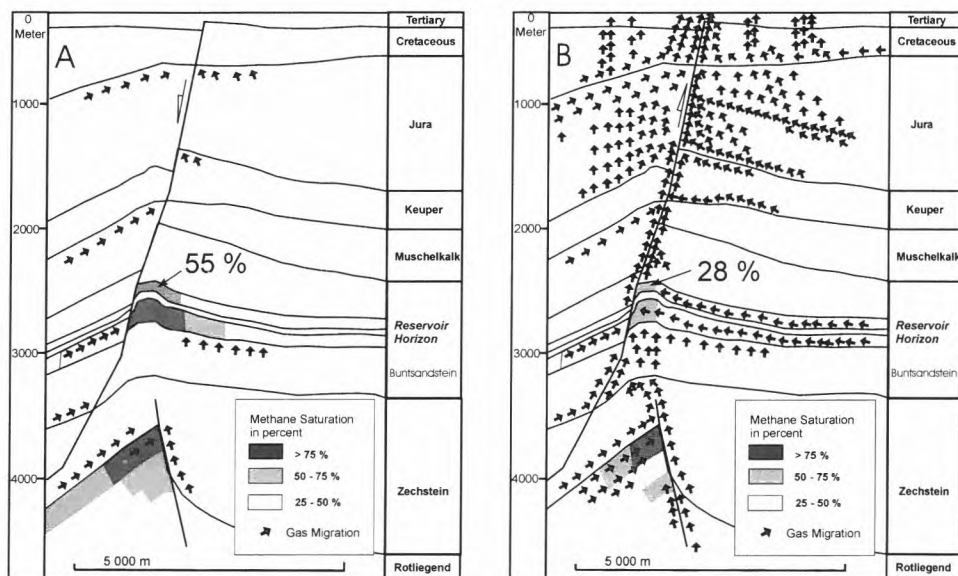 0
Meter
1000
2000
3000
4000
A
55 %
Methane Saturation
in percent
> 75 %
50 - 75 %
25 - 50 %
Gas Migration
5 000 m
Tertiary
Cretaceous
Jura
Keuper
Muschelkalk
Reservoir
Horizon
Buntsandstein
Zechstein
Rotliegend
0
Meter
1000
2000
3000
4000
B
28 %
Methane Saturation
in percent
> 75 %
50 - 75 %
25 - 50 %
Gas Migration
5 000 m
Tertiary
Cretaceous
Jura
Keuper
Muschelkalk
Reservoir
Horizon
Buntsandstein
Zechstein
Rotliegend